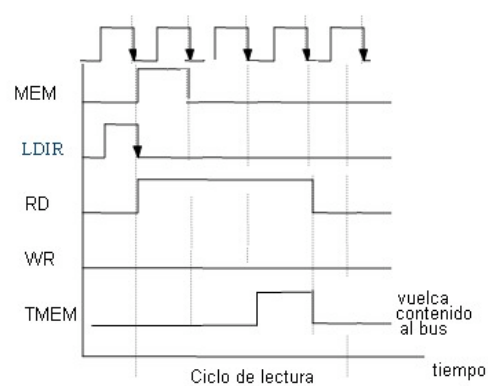 MEM
LDIR
RD
WR
TMEM
vuelca
contenido
al bus
tiempo
Ciclo de lectura